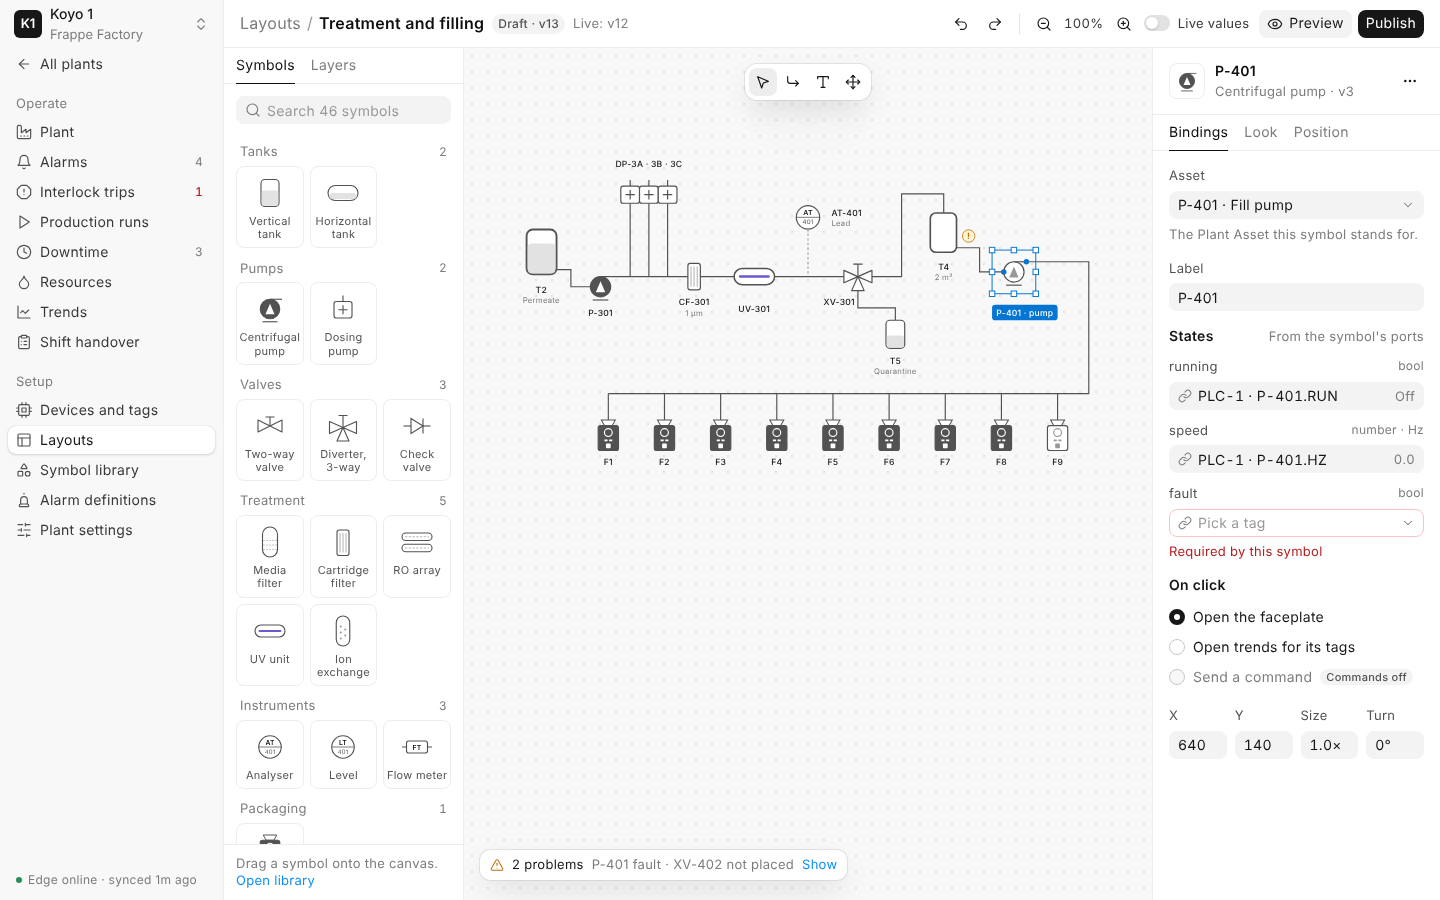 K1
Koyo 1
Frappe Factory
All plants
Operate
Plant
Alarms 4
Interlock trips 1
Production runs
Downtime 3
Resources
Trends
Shift handover
Setup
Devices and tags
Layouts
Symbol library
Alarm definitions
Plant settings
Edge online · synced 1m ago
Layouts / Treatment and filling Draft · v13 Live: v12
100% Live values Preview Publish
Symbols Layers
Search 46 symbols
Tanks 2
Vertical tank
Horizontal tank
Pumps 2
Centrifugal pump
Dosing pump
Valves 3
Two-way valve
Diverter, 3-way
Check valve
Treatment 5
Media filter
Cartridge filter
RO array
UV unit
Ion exchange
Instruments 3
AT 401
Analyser
LT 401
Level
FT
Flow meter
Packaging 1
Drag a symbol onto the canvas.
Open library
DP-3A · 3B · 3C
AT 401
AT-401
Lead
T2
Permeate
P-301
CF-301
1 µm
UV-301
XV-301
T4
2 m³
P-401 · pump
T5
Quarantine
F1 F2 F3 F4 F5 F6 F7 F8 F9
2 problems P-401 fault · XV-402 not placed Show
P-401
Centrifugal pump · v3
Bindings Look Position
Asset
P-401 · Fill pump
The Plant Asset this symbol stands for.
Label
P-401
States From the symbol's ports
running bool
PLC-1 · P-401.RUN Off
speed number · Hz
PLC-1 · P-401.HZ 0.0
fault bool
Pick a tag
Required by this symbol
On click
Open the faceplate
Open trends for its tags
Send a command Commands off
X Y Size Turn
640 140 1.0× 0°